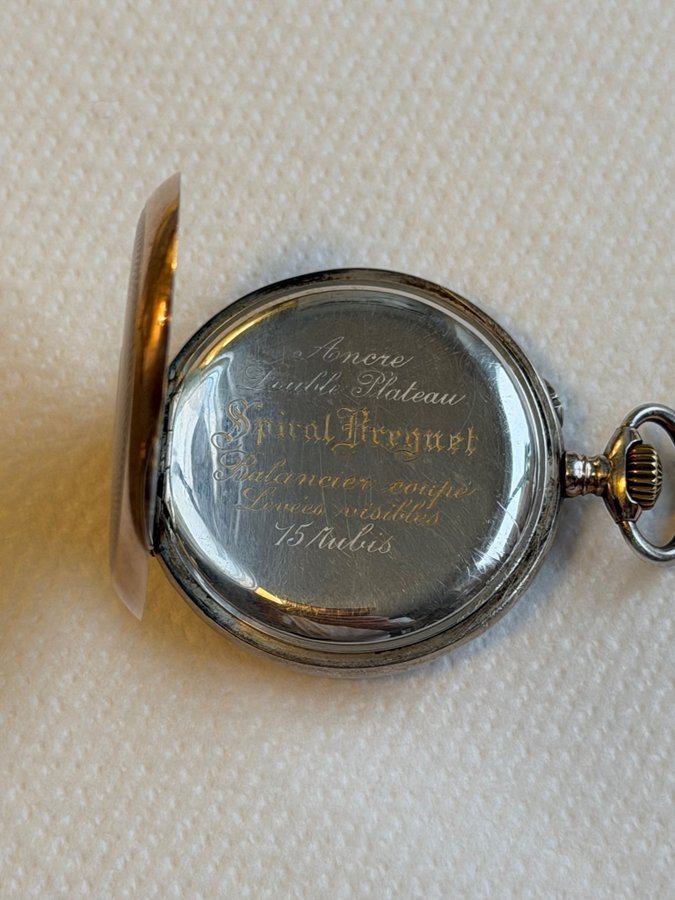 Ancre
Double Plateau
Spiral Breguet
Balancier coupé
Levées visibles
15 Rubis